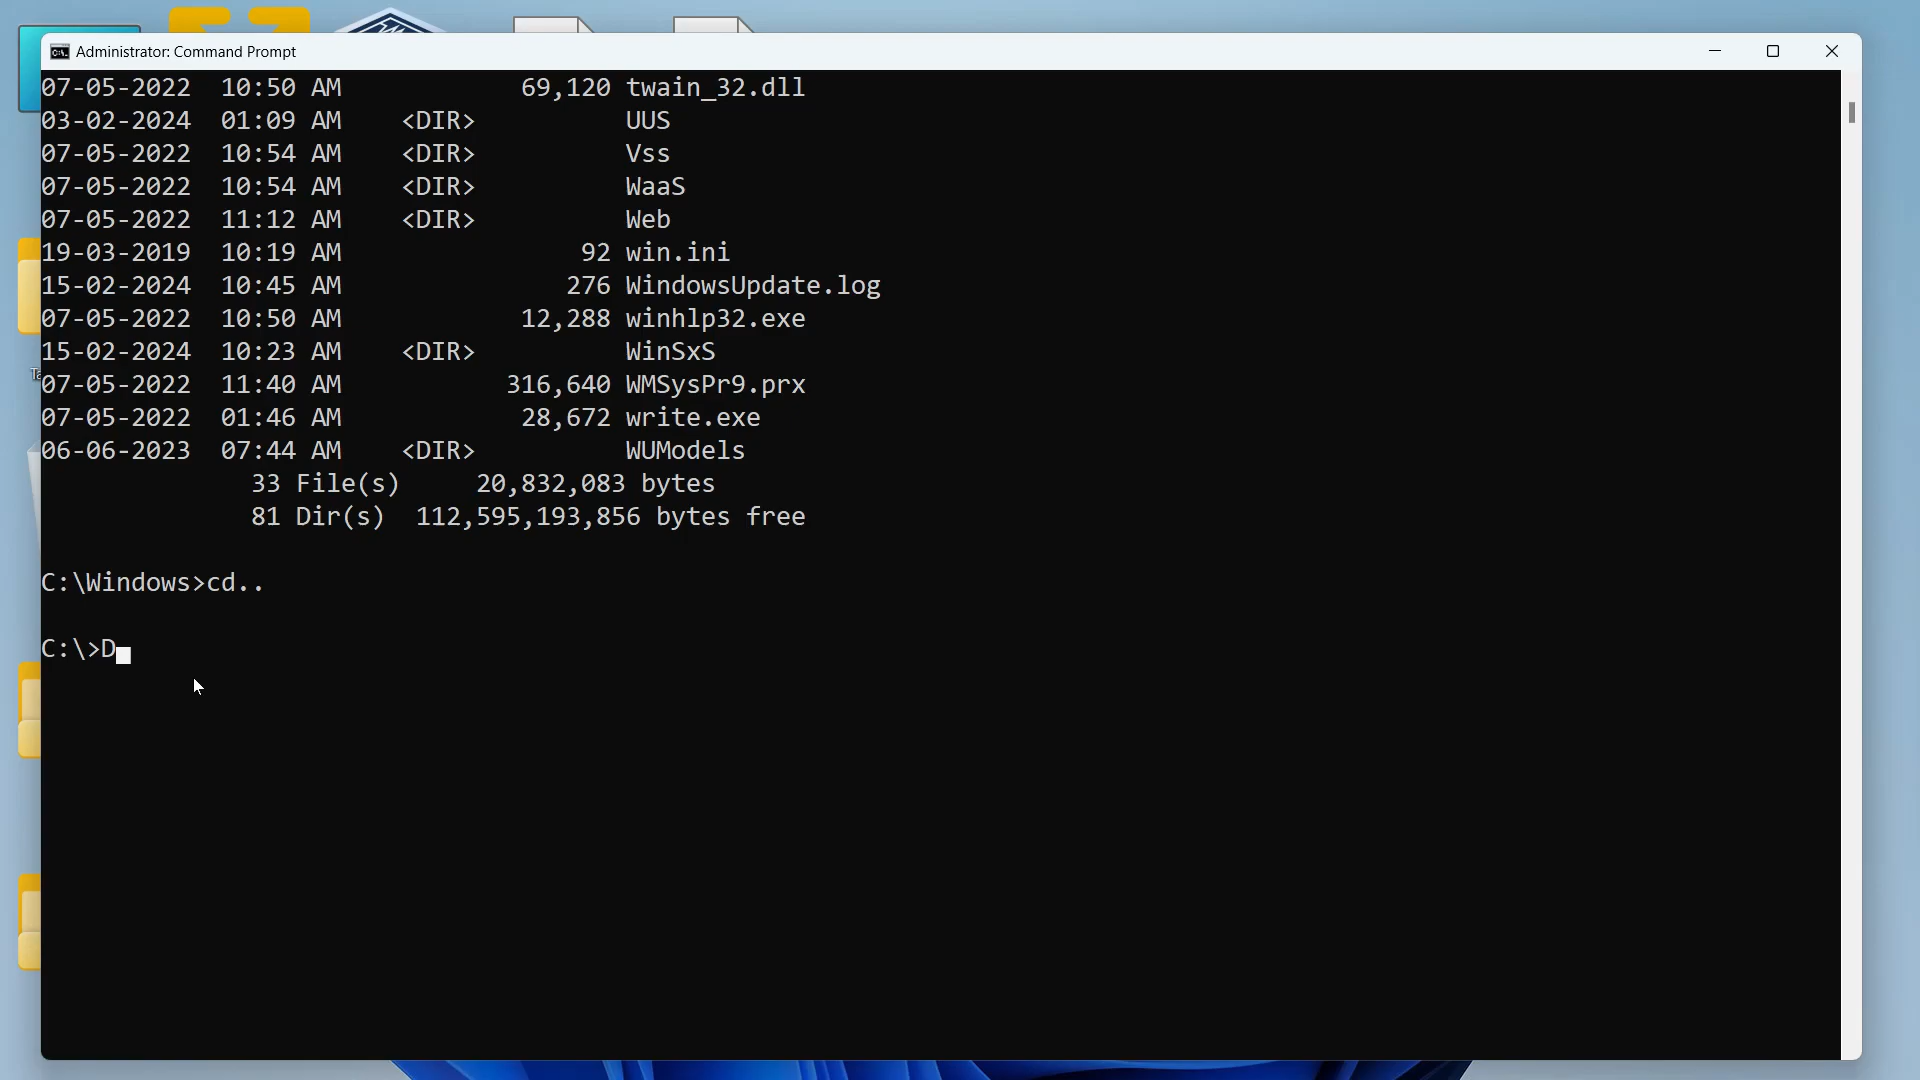 Administrator: Command Prompt
07-05-2022  10:50 AM            69,120 twain_32.dll
03-02-2024  01:09 AM    <DIR>          UUS
07-05-2022  10:54 AM    <DIR>          Vss
07-05-2022  10:54 AM    <DIR>          WaaS
07-05-2022  11:12 AM    <DIR>          Web
19-03-2019  10:19 AM                92 win.ini
15-02-2024  10:45 AM               276 WindowsUpdate.log
07-05-2022  10:50 AM            12,288 winhlp32.exe
15-02-2024  10:23 AM    <DIR>          WinSxS
07-05-2022  11:40 AM           316,640 WMSysPr9.prx
07-05-2022  01:46 AM            28,672 write.exe
06-06-2023  07:44 AM    <DIR>          WUModels
              33 File(s)     20,832,083 bytes
              81 Dir(s)  112,595,193,856 bytes free
C:\Windows>cd..
C:\>D